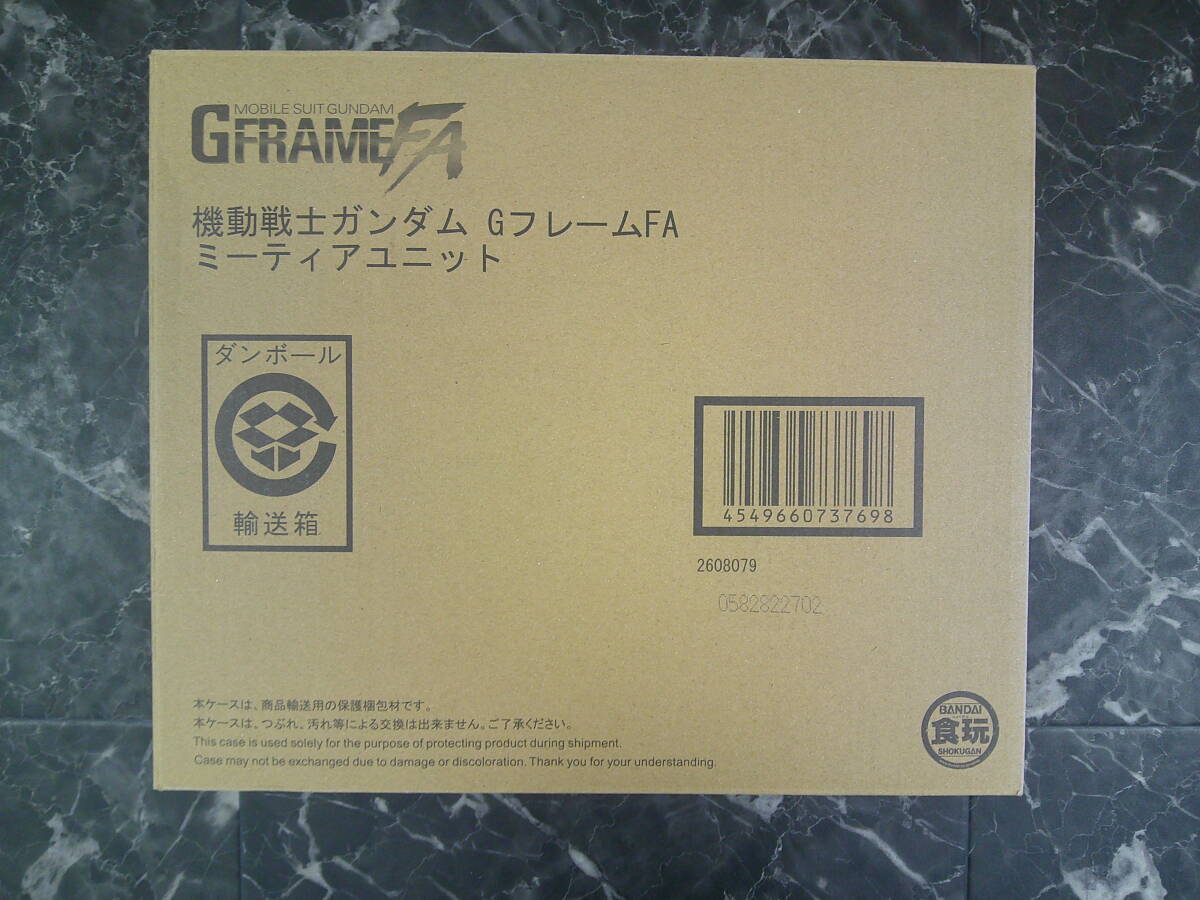 MOBILE SUIT GUNDAM
GFRAMEFA
機動戦士ガンダム GフレームFA
ミーティアユニット
ダンボール
輸送箱
4549660737698
2608079
0582822702
本ケースは、商品輸送用の保護梱包材です。
本ケースは、つぶれ、汚れ等による交換は出来ません。ご了承ください。
This case is used solely for the purpose of protecting product during shipment.
Case may not be exchanged due to damage or discoloration. Thank you for your understanding.
BANDAI
食玩
SHOKUGAN